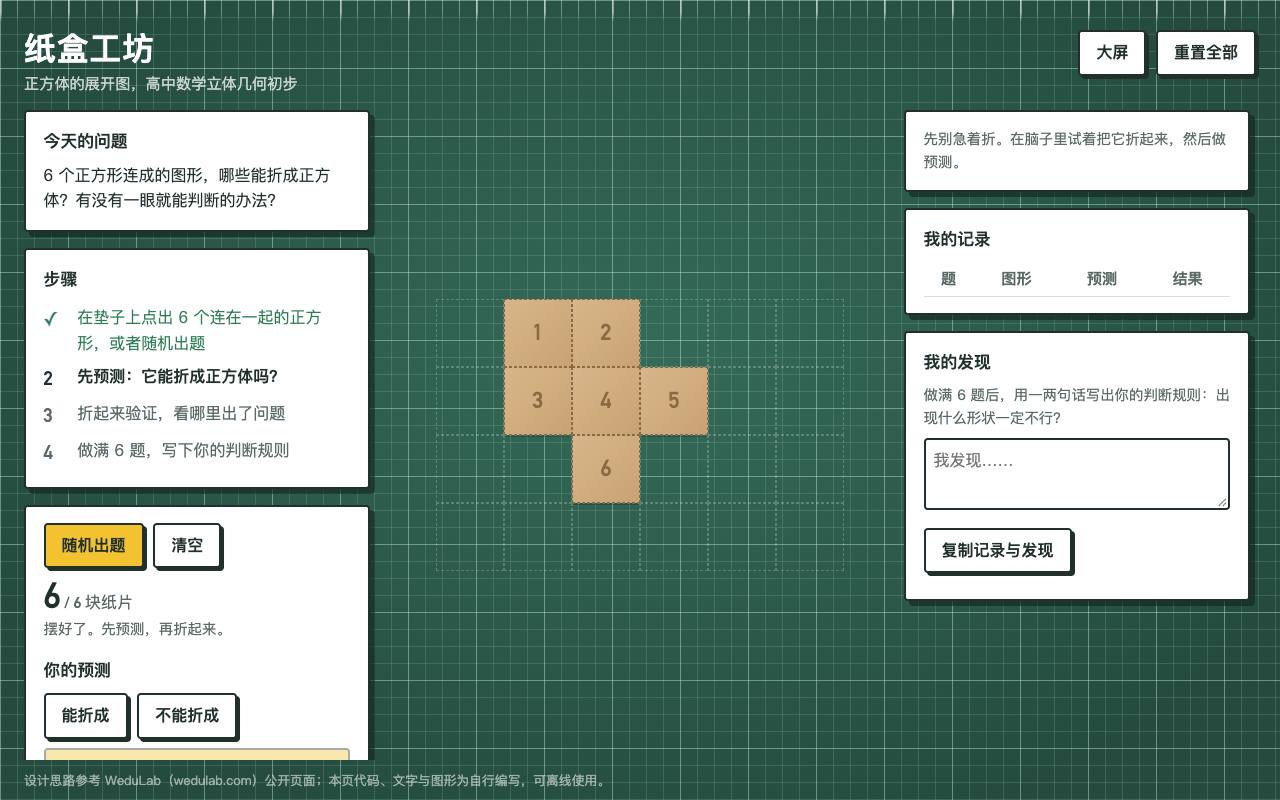 纸盒工坊
正方体的展开图，高中数学立体几何初步
大屏
重置全部
今天的问题
6 个正方形连成的图形，哪些能折成正方
体？有没有一眼就能判断的办法？
步骤
✓ 在垫子上点出 6 个连在一起的正方
形，或者随机出题
2 先预测：它能折成正方体吗？
3 折起来验证，看哪里出了问题
4 做满 6 题，写下你的判断规则
随机出题
清空
6 / 6 块纸片
摆好了。先预测，再折起来。
你的预测
能折成
不能折成
1 2
3 4 5
6
先别急着折。在脑子里试着把它折起来，然后做
预测。
我的记录
题 图形 预测 结果
我的发现
做满 6 题后，用一两句话写出你的判断规则：出
现什么形状一定不行？
我发现……
复制记录与发现
设计思路参考 WeduLab（wedulab.com）公开页面；本页代码、文字与图形为自行编写，可离线使用。